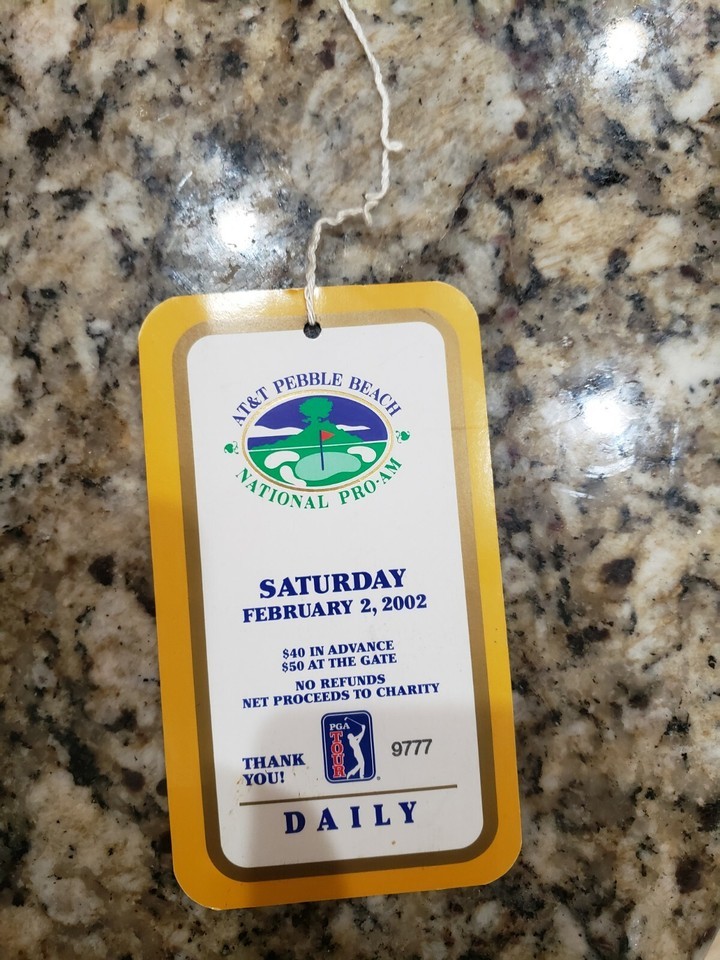 AT&T PEBBLE BEACH
NATIONAL PRO-AM
SATURDAY
FEBRUARY 2, 2002
$40 IN ADVANCE
$50 AT THE GATE
NO REFUNDS
NET PROCEEDS TO CHARITY
THANK
YOU!
PGA
TOUR
9777
DAILY